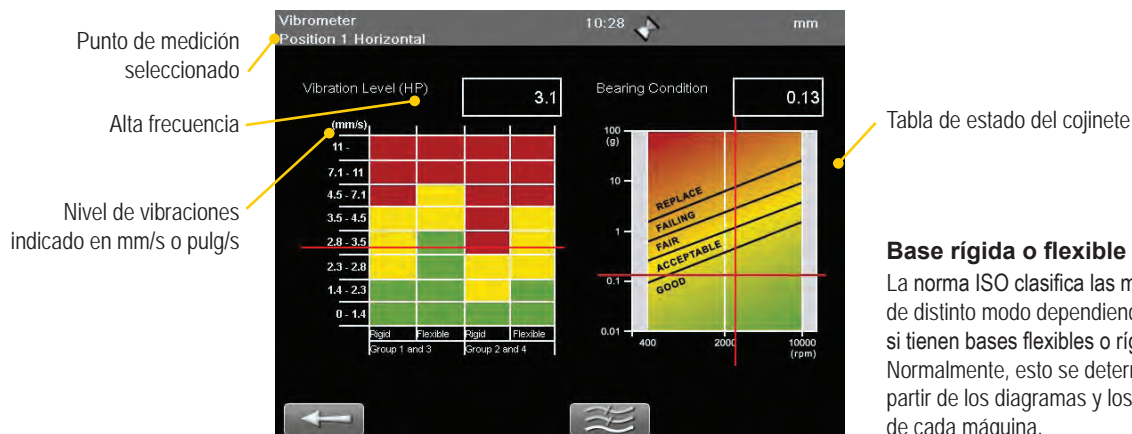 Vibrometer
10:28
mm
Position 1 Horizontal
Punto de medición
seleccionado
Vibration Level (HP)
3.1
Bearing Condition
0.13
Alta frecuencia
Tabla de estado del cojinete
(mm/s)
11 -
7.1 - 11
4.5 - 7.1
3.5 - 4.5
2.8 - 3.5
2.3 - 2.8
1.4 - 2.3
0 - 1.4
Rigid
Flexible
Rigid
Flexible
Group 1 and 3
Group 2 and 4
Nivel de vibraciones
indicado en mm/s o pulg/s
100
(g)
10
1
0.1
0.01
REPLACE
FAILING
FAIR
ACCEPTABLE
GOOD
400
2000
10000
(rpm)
Base rígida o flexible
La norma ISO clasifica las m
de distinto modo dependienc
si tienen bases flexibles o ríg
Normalmente, esto se deterr
partir de los diagramas y los
de cada máquina.